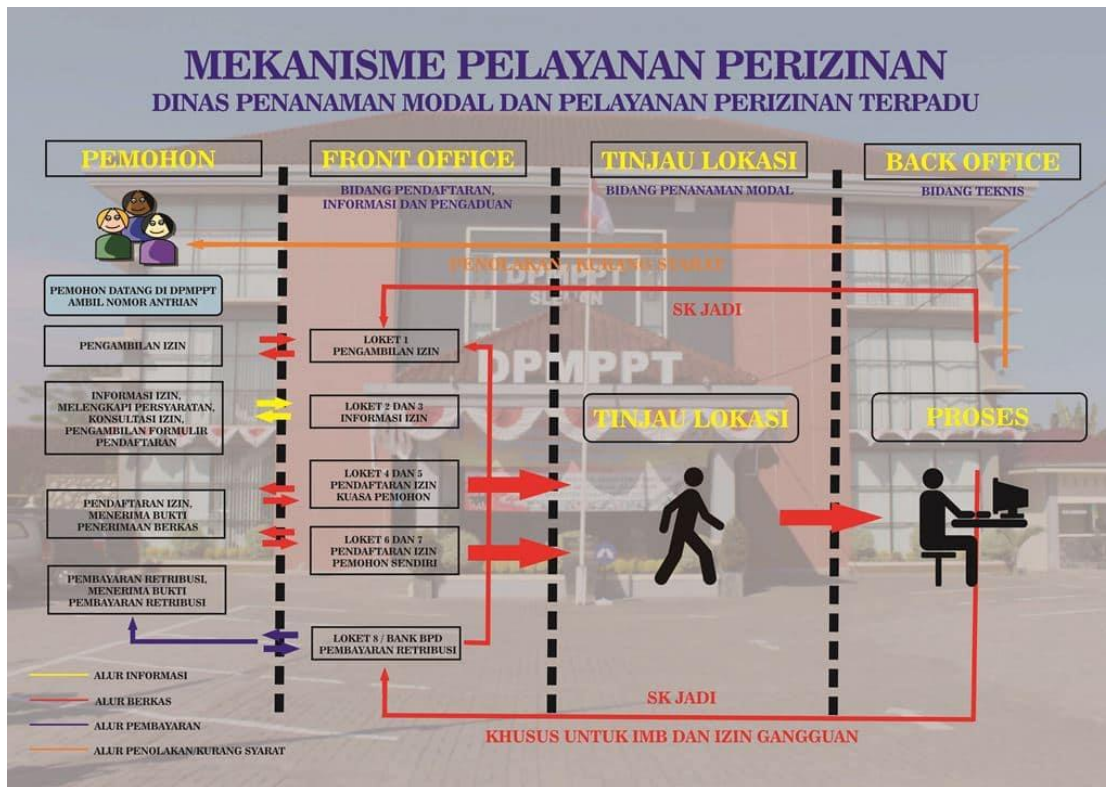 MEKANISME PELAYANAN PERIZINAN
DINAS PENANAMAN MODAL DAN PELAYANAN PERIZINAN TERPADU
PEMOHON
FRONT OFFICE
BIDANG PENDAFTARAN,
INFORMASI DAN PENGADUAN
TINJAU LOKASI
BIDANG PENANAMAN MODAL
BACK OFFICE
BIDANG TEKNIS
PENOLAKAN / KURANG SYARAT
DPMPPT
SLEMAN
SK JADI
PEMOHON DATANG DI DPMPPT
AMBIL NOMOR ANTRIAN
PENGAMBILAN IZIN
LOKET 1
PENGAMBILAN IZIN
DPMPPT
INFORMASI IZIN,
MELENGKAPI PERSYARATAN,
KONSULTASI IZIN,
PENGAMBILAN FORMULIR
PENDAFTARAN
LOKET 2 DAN 3
INFORMASI IZIN
TINJAU LOKASI
PROSES
PENDAFTARAN IZIN,
MENERIMA BUKTI
PENERIMAAN BERKAS
LOKET 4 DAN 5
PENDAFTARAN IZIN
KUASA PEMOHON
LOKET 6 DAN 7
PENDAFTARAN IZIN
PEMOHON SENDIRI
PEMBAYARAN RETRIBUSI,
MENERIMA BUKTI
PEMBAYARAN RETRIBUSI
LOKET 8 / BANK BPD
PEMBAYARAN RETRIBUSI
ALUR INFORMASI
ALUR BERKAS
ALUR PEMBAYARAN
ALUR PENOLAKAN/KURANG SYARAT
SK JADI
KHUSUS UNTUK IMB DAN IZIN GANGGUAN